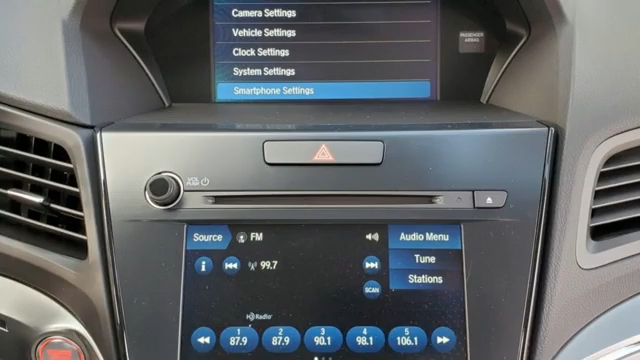 Camera Settings
Vehicle Settings
Clock Settings
System Settings
Smartphone Settings
PASSENGER AIRBAG
VOL
PUSH
Source FM Audio Menu
99.7 Tune
Stations
SCAN
HD Radio
1 2 3 4 5
87.9 87.9 90.1 98.1 106.1